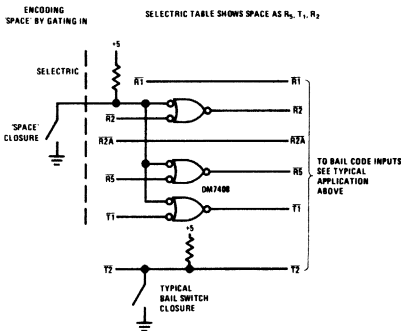 ENCODING
'SPACE' BY GATING IN
SELECTRIC TABLE SHOWS SPACE AS R5, T1, R2
+5
SELECTRIC
R1 R1
R2 R2
'SPACE'
CLOSURE
R2A R2A
R5 R5
DM7408
TO BAIL CODE INPUTS
SEE TYPICAL
APPLICATION
ABOVE
T1 T1
+5
T2 T2
TYPICAL
BAIL SWITCH
CLOSURE